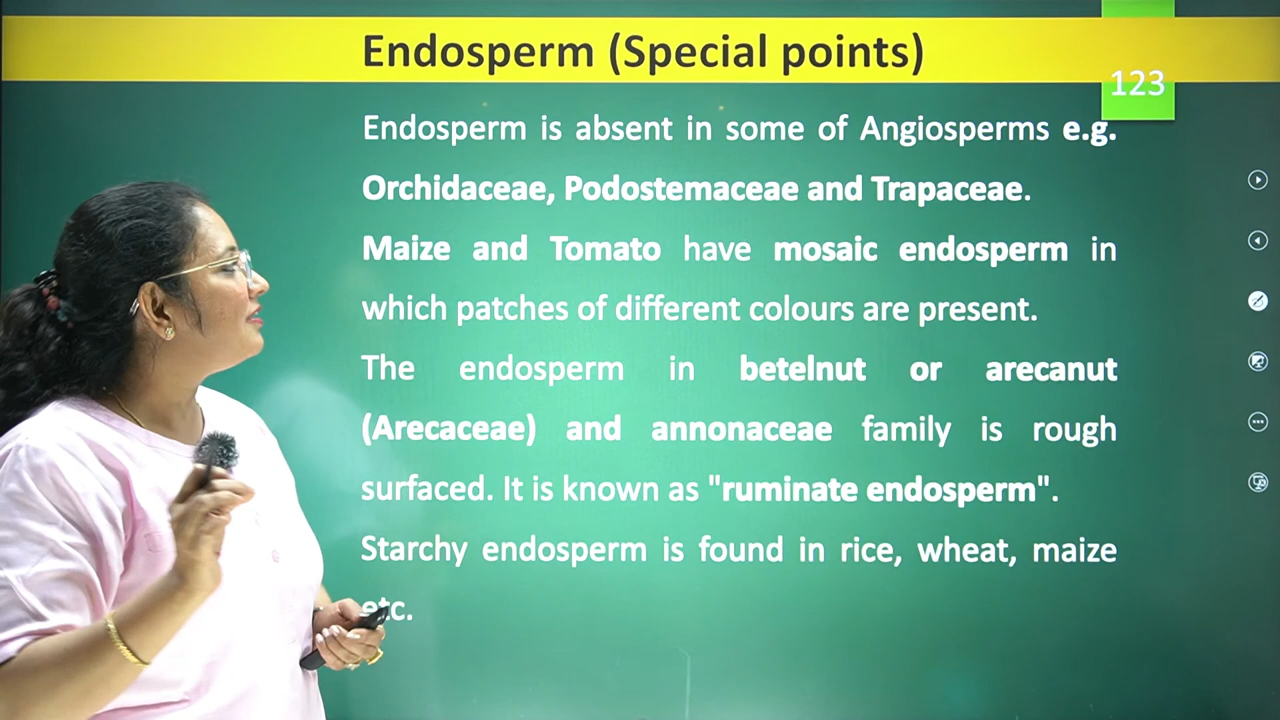 Endosperm (Special points)
123
Endosperm is absent in some of Angiosperms e.g.
Orchidaceae, Podostemaceae and Trapaceae.
Maize and Tomato have mosaic endosperm in
which patches of different colours are present.
The endosperm in betelnut or arecanut
(Arecaceae) and annonaceae family is rough
surfaced. It is known as "ruminate endosperm".
Starchy endosperm is found in rice, wheat, maize
etc.